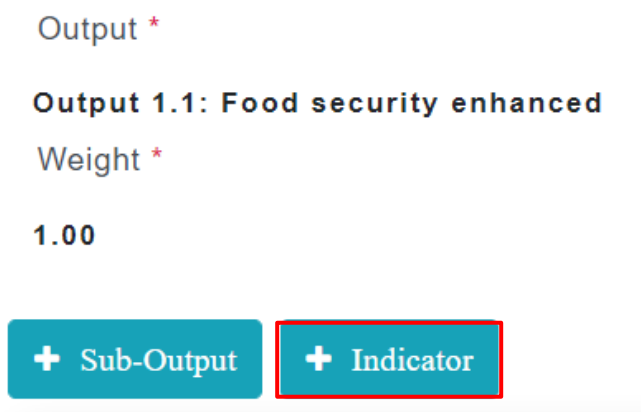 Output *
Output 1.1: Food security enhanced
Weight *
1.00
+ Sub-Output + Indicator